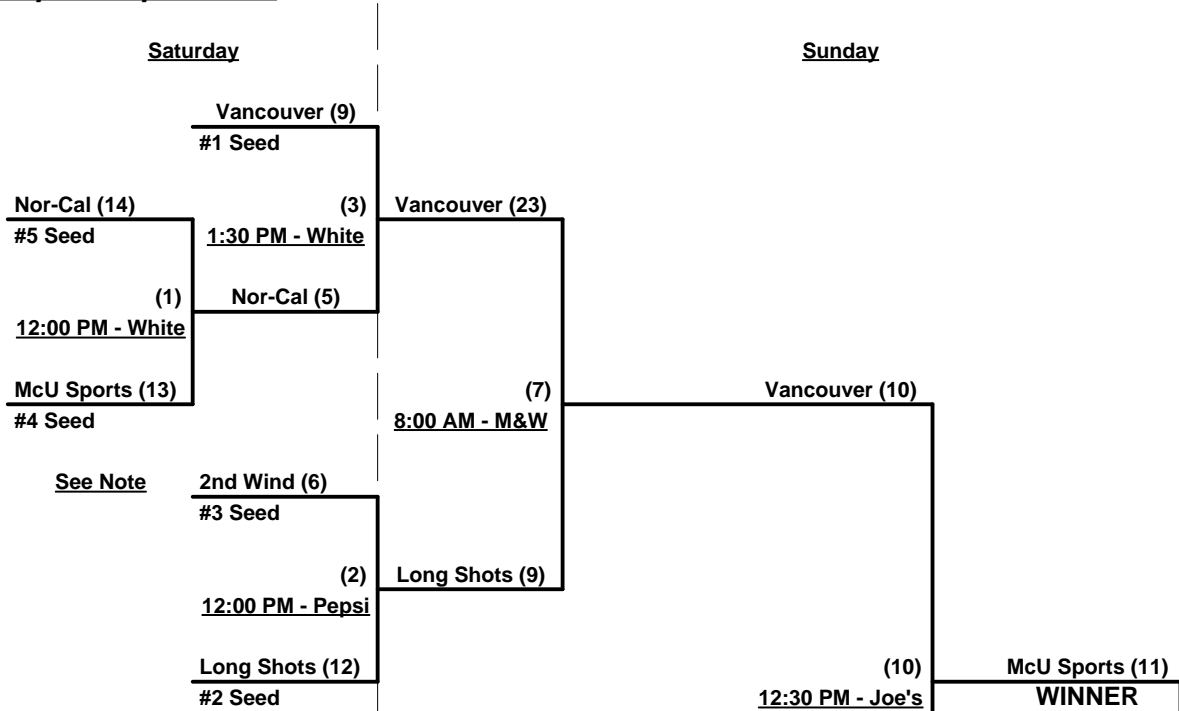 Saturday
Sunday
Vancouver (9)
#1 Seed
Nor-Cal (14)
(3)
Vancouver (23)
#5 Seed
1:30 PM - White
(1)
Nor-Cal (5)
12:00 PM - White
McU Sports (13)
(7)
Vancouver (10)
#4 Seed
8:00 AM - M&W
See Note
2nd Wind (6)
#3 Seed
(2)
Long Shots (9)
12:00 PM - Pepsi
Long Shots (12)
(10)
McU Sports (11)
#2 Seed
12:30 PM - Joe's
WINNER